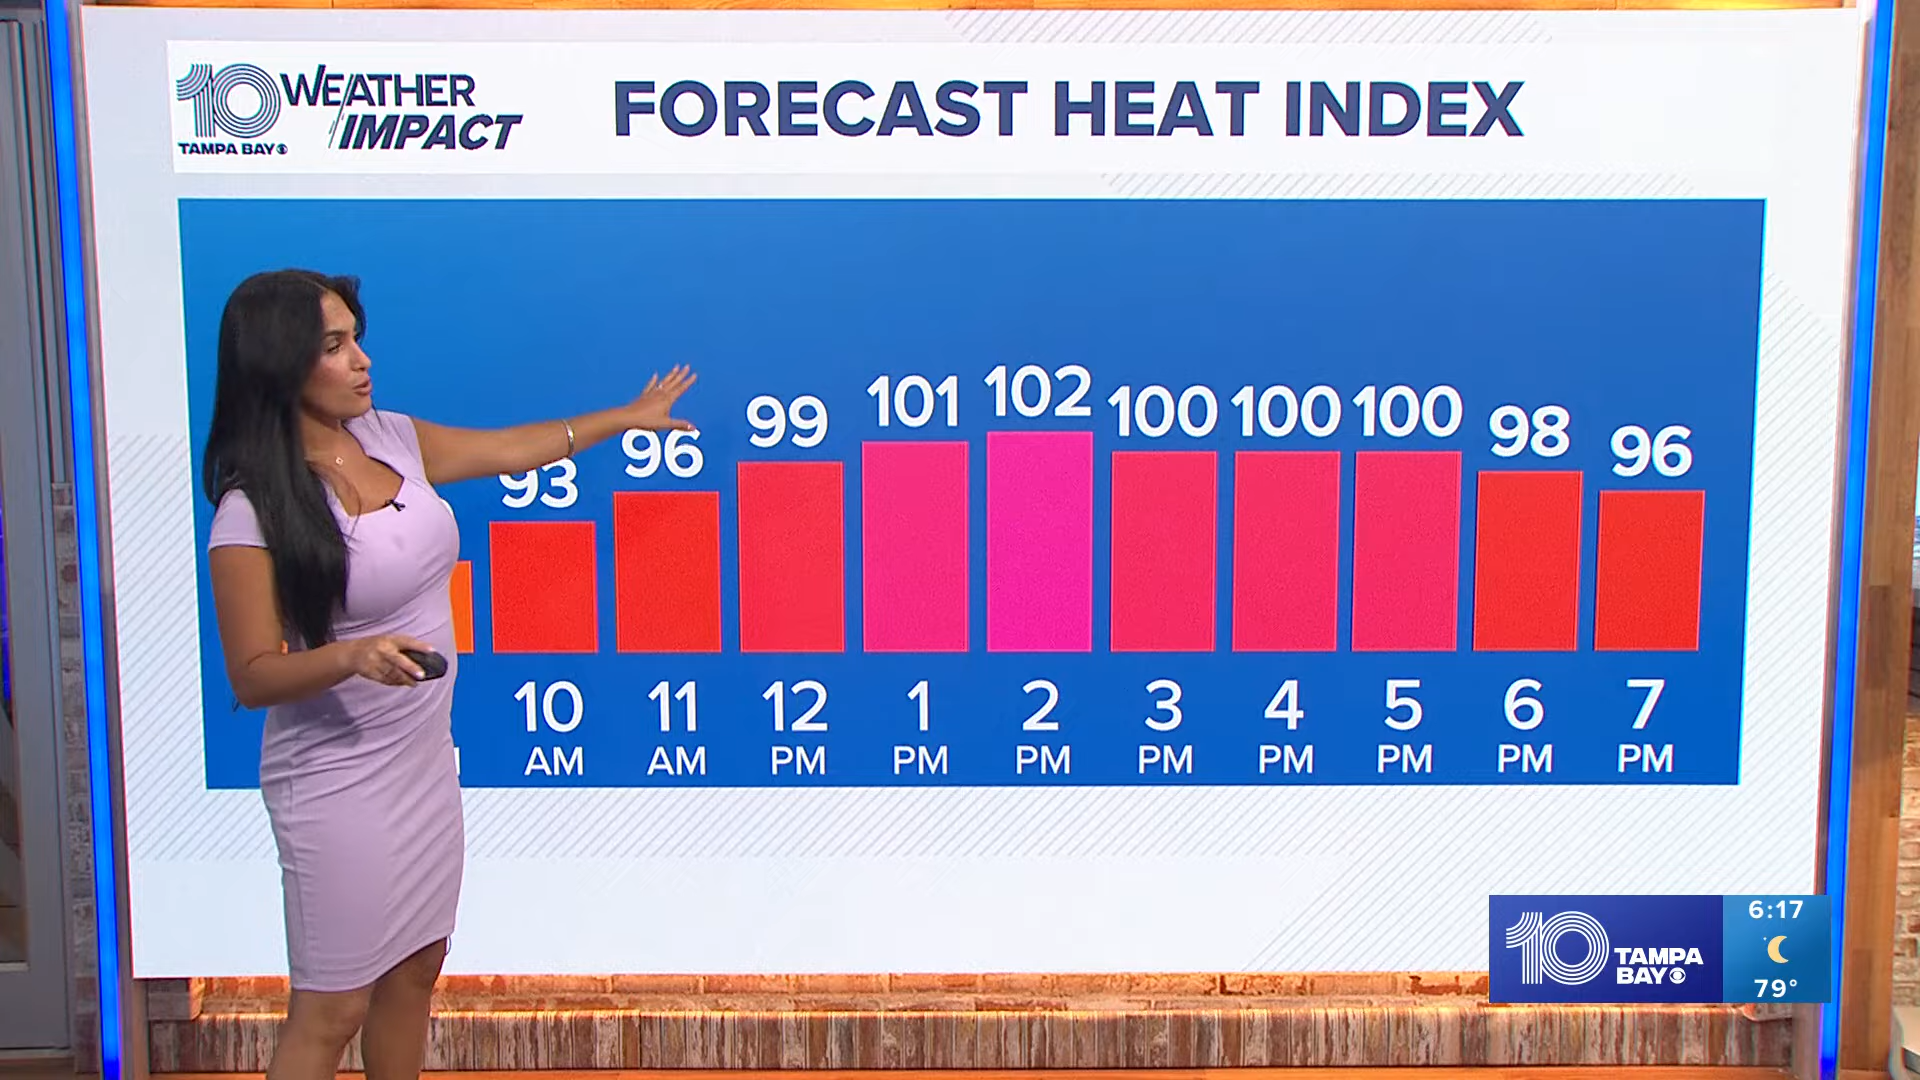 10 WEATHER IMPACT
TAMPA BAY
FORECAST HEAT INDEX
93 96 99 101 102 100 100 100 98 96
10 AM 11 AM 12 PM 1 PM 2 PM 3 PM 4 PM 5 PM 6 PM 7 PM
10 TAMPA BAY
6:17
79°